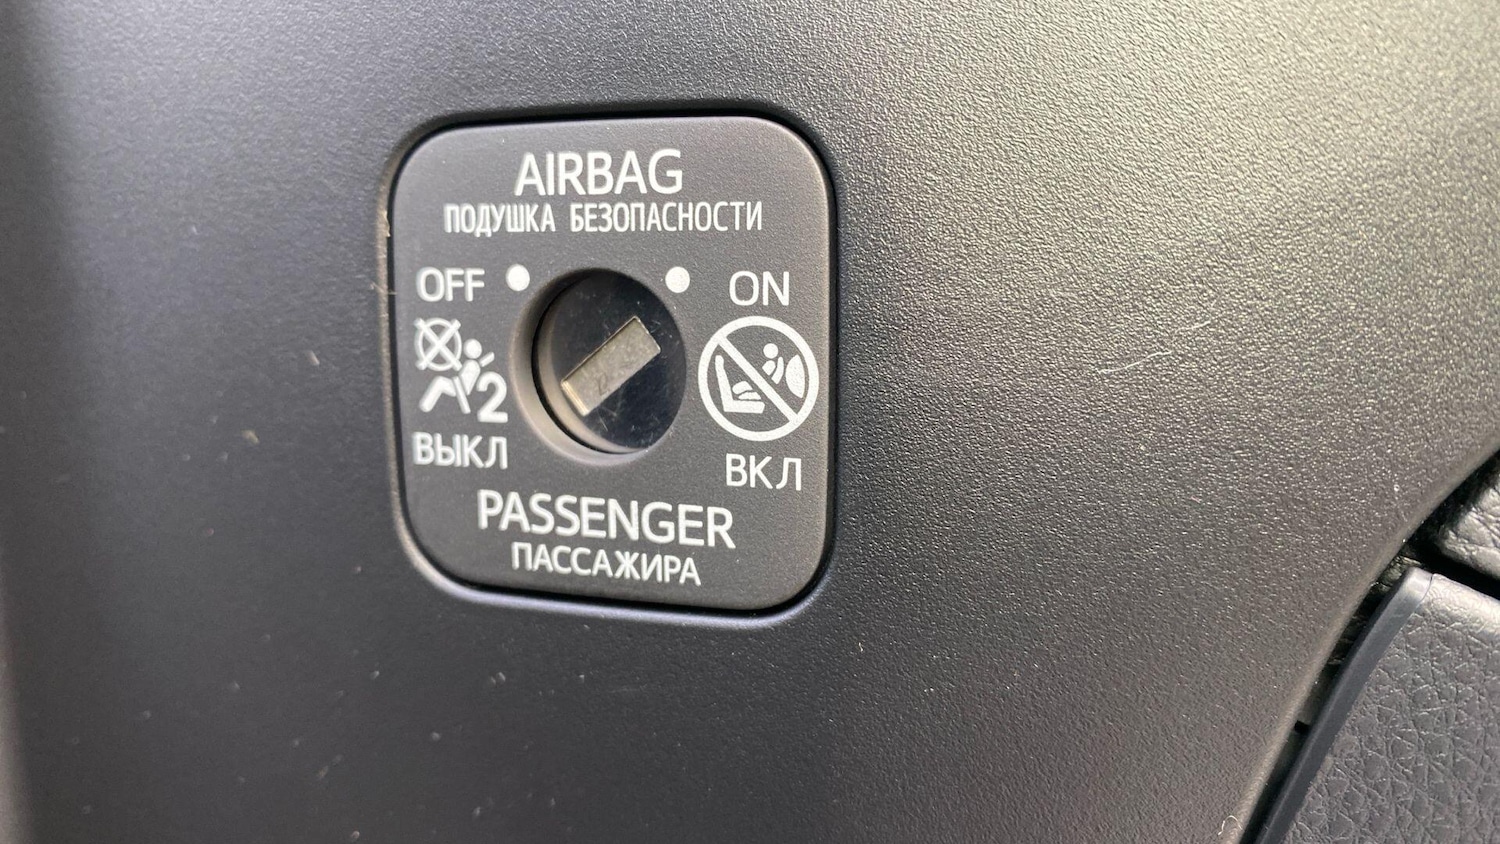 AIRBAG
ПОДУШКА БЕЗОПАСНОСТИ
OFF
ON
2
ВЫКЛ
ВКЛ
PASSENGER
ПАССАЖИРА